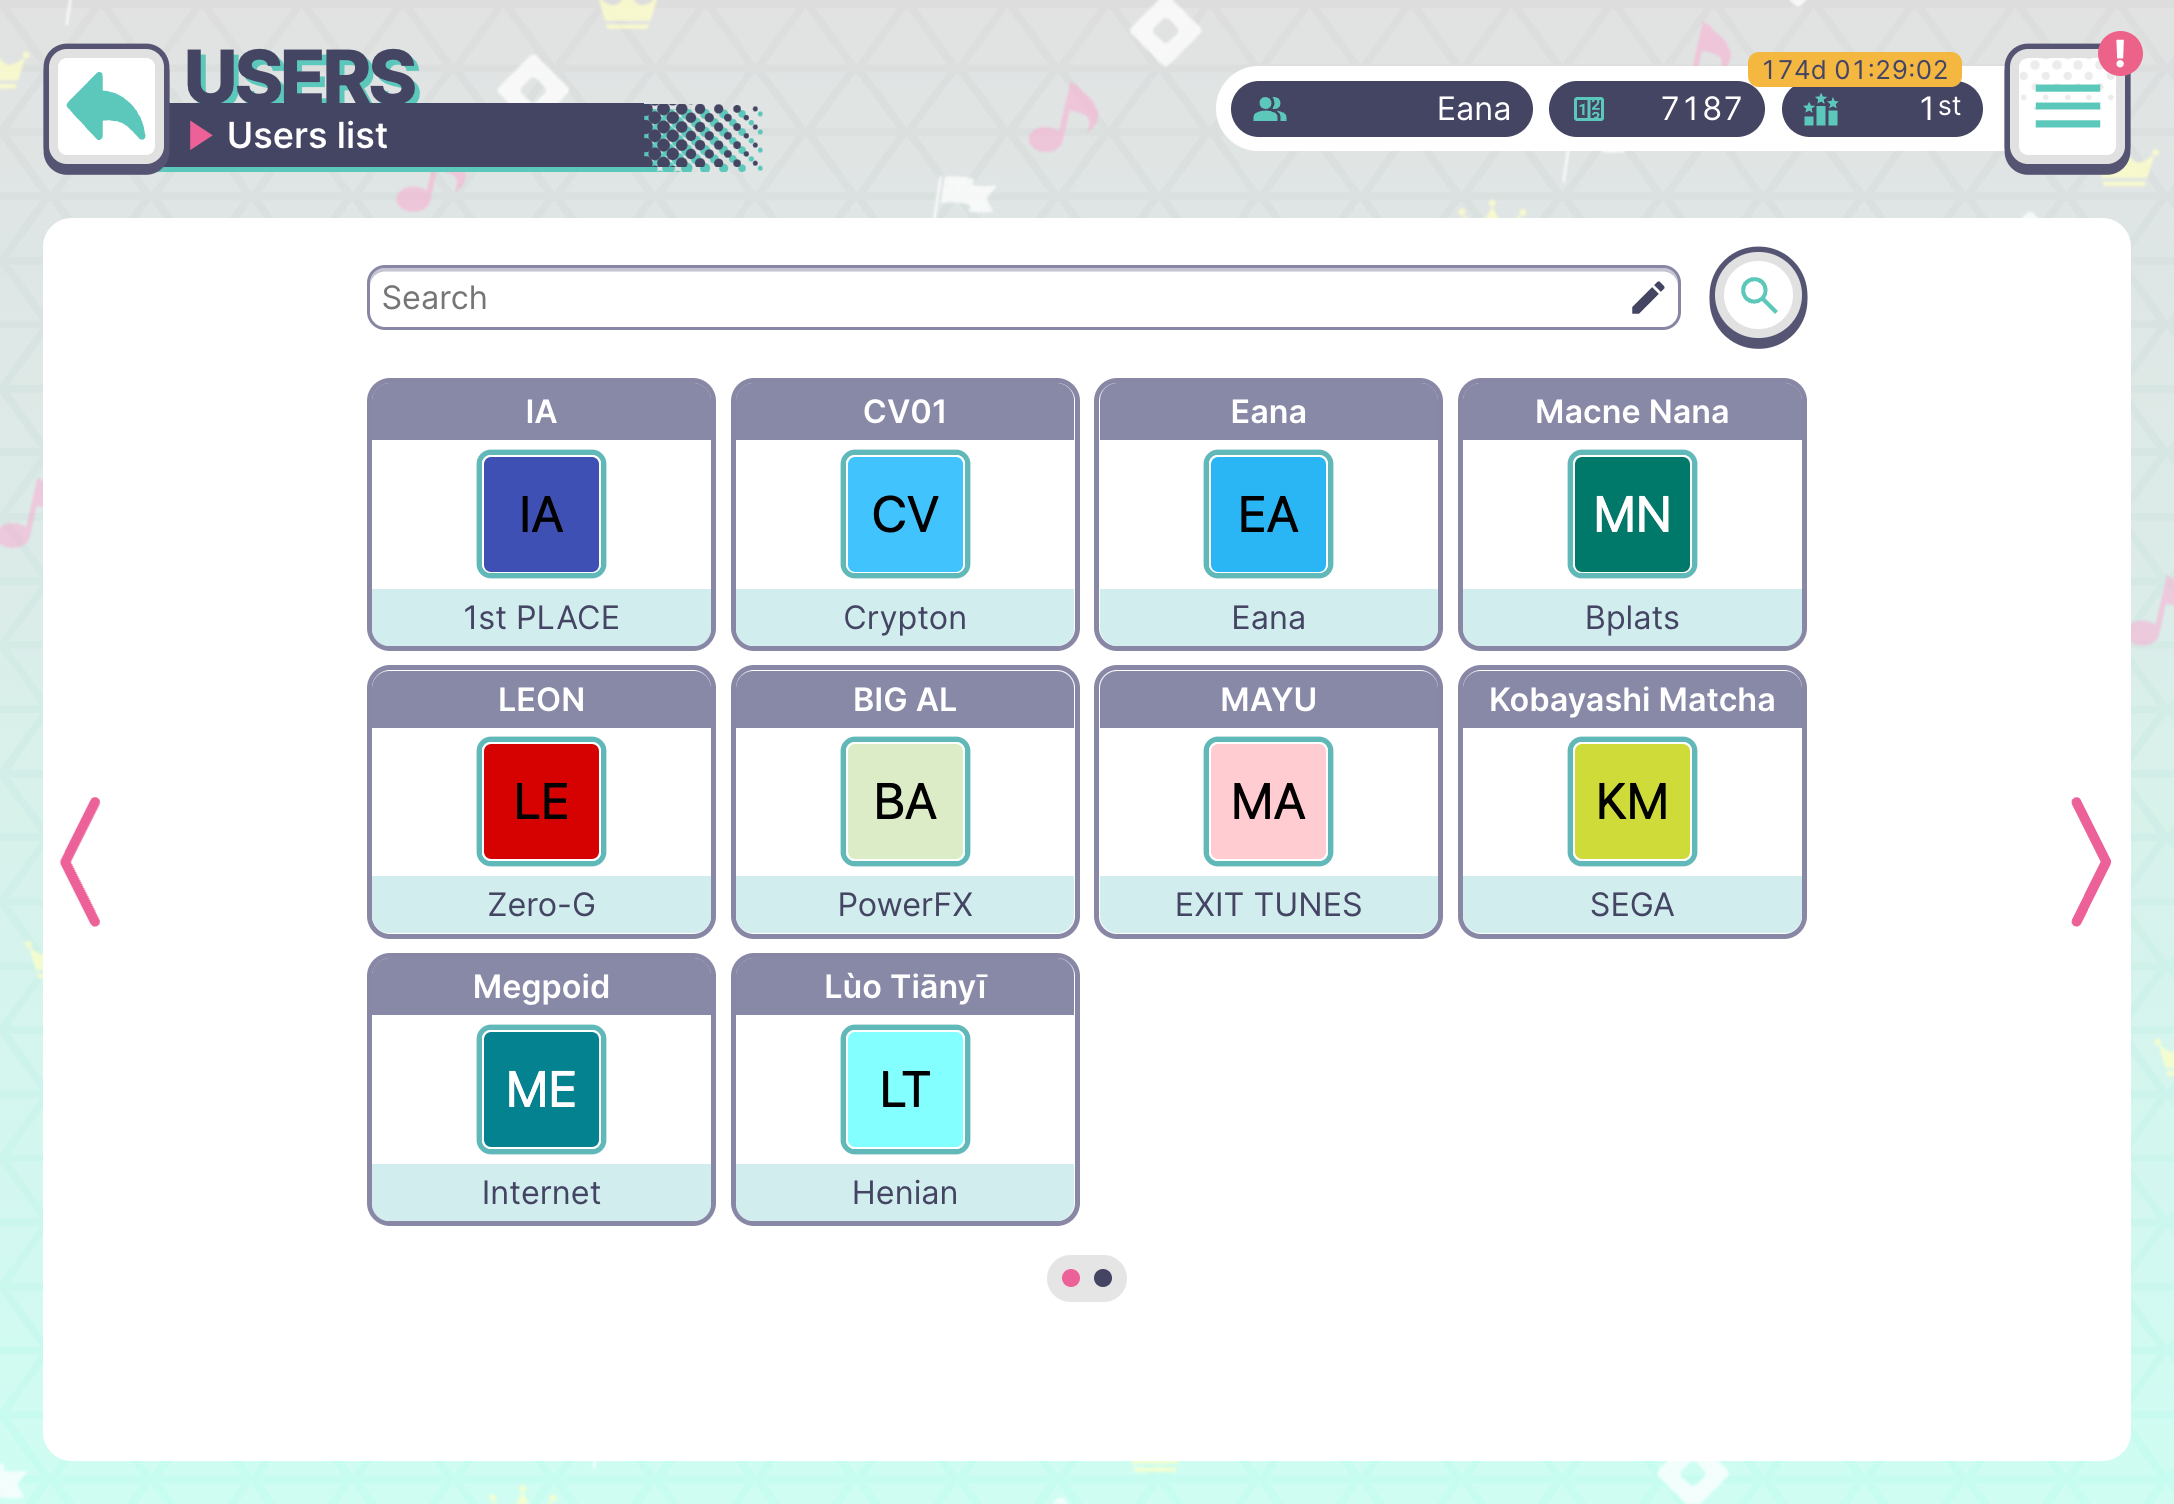 USERS
Users list
174d 01:29:02
Eana
7187
1st
!
Search
IA
IA
1st PLACE
CV01
CV
Crypton
Eana
EA
Eana
Macne Nana
MN
Bplats
LEON
LE
Zero-G
BIG AL
BA
PowerFX
MAYU
MA
EXIT TUNES
Kobayashi Matcha
KM
SEGA
Megpoid
ME
Internet
Lùo Tiānyī
LT
Henian